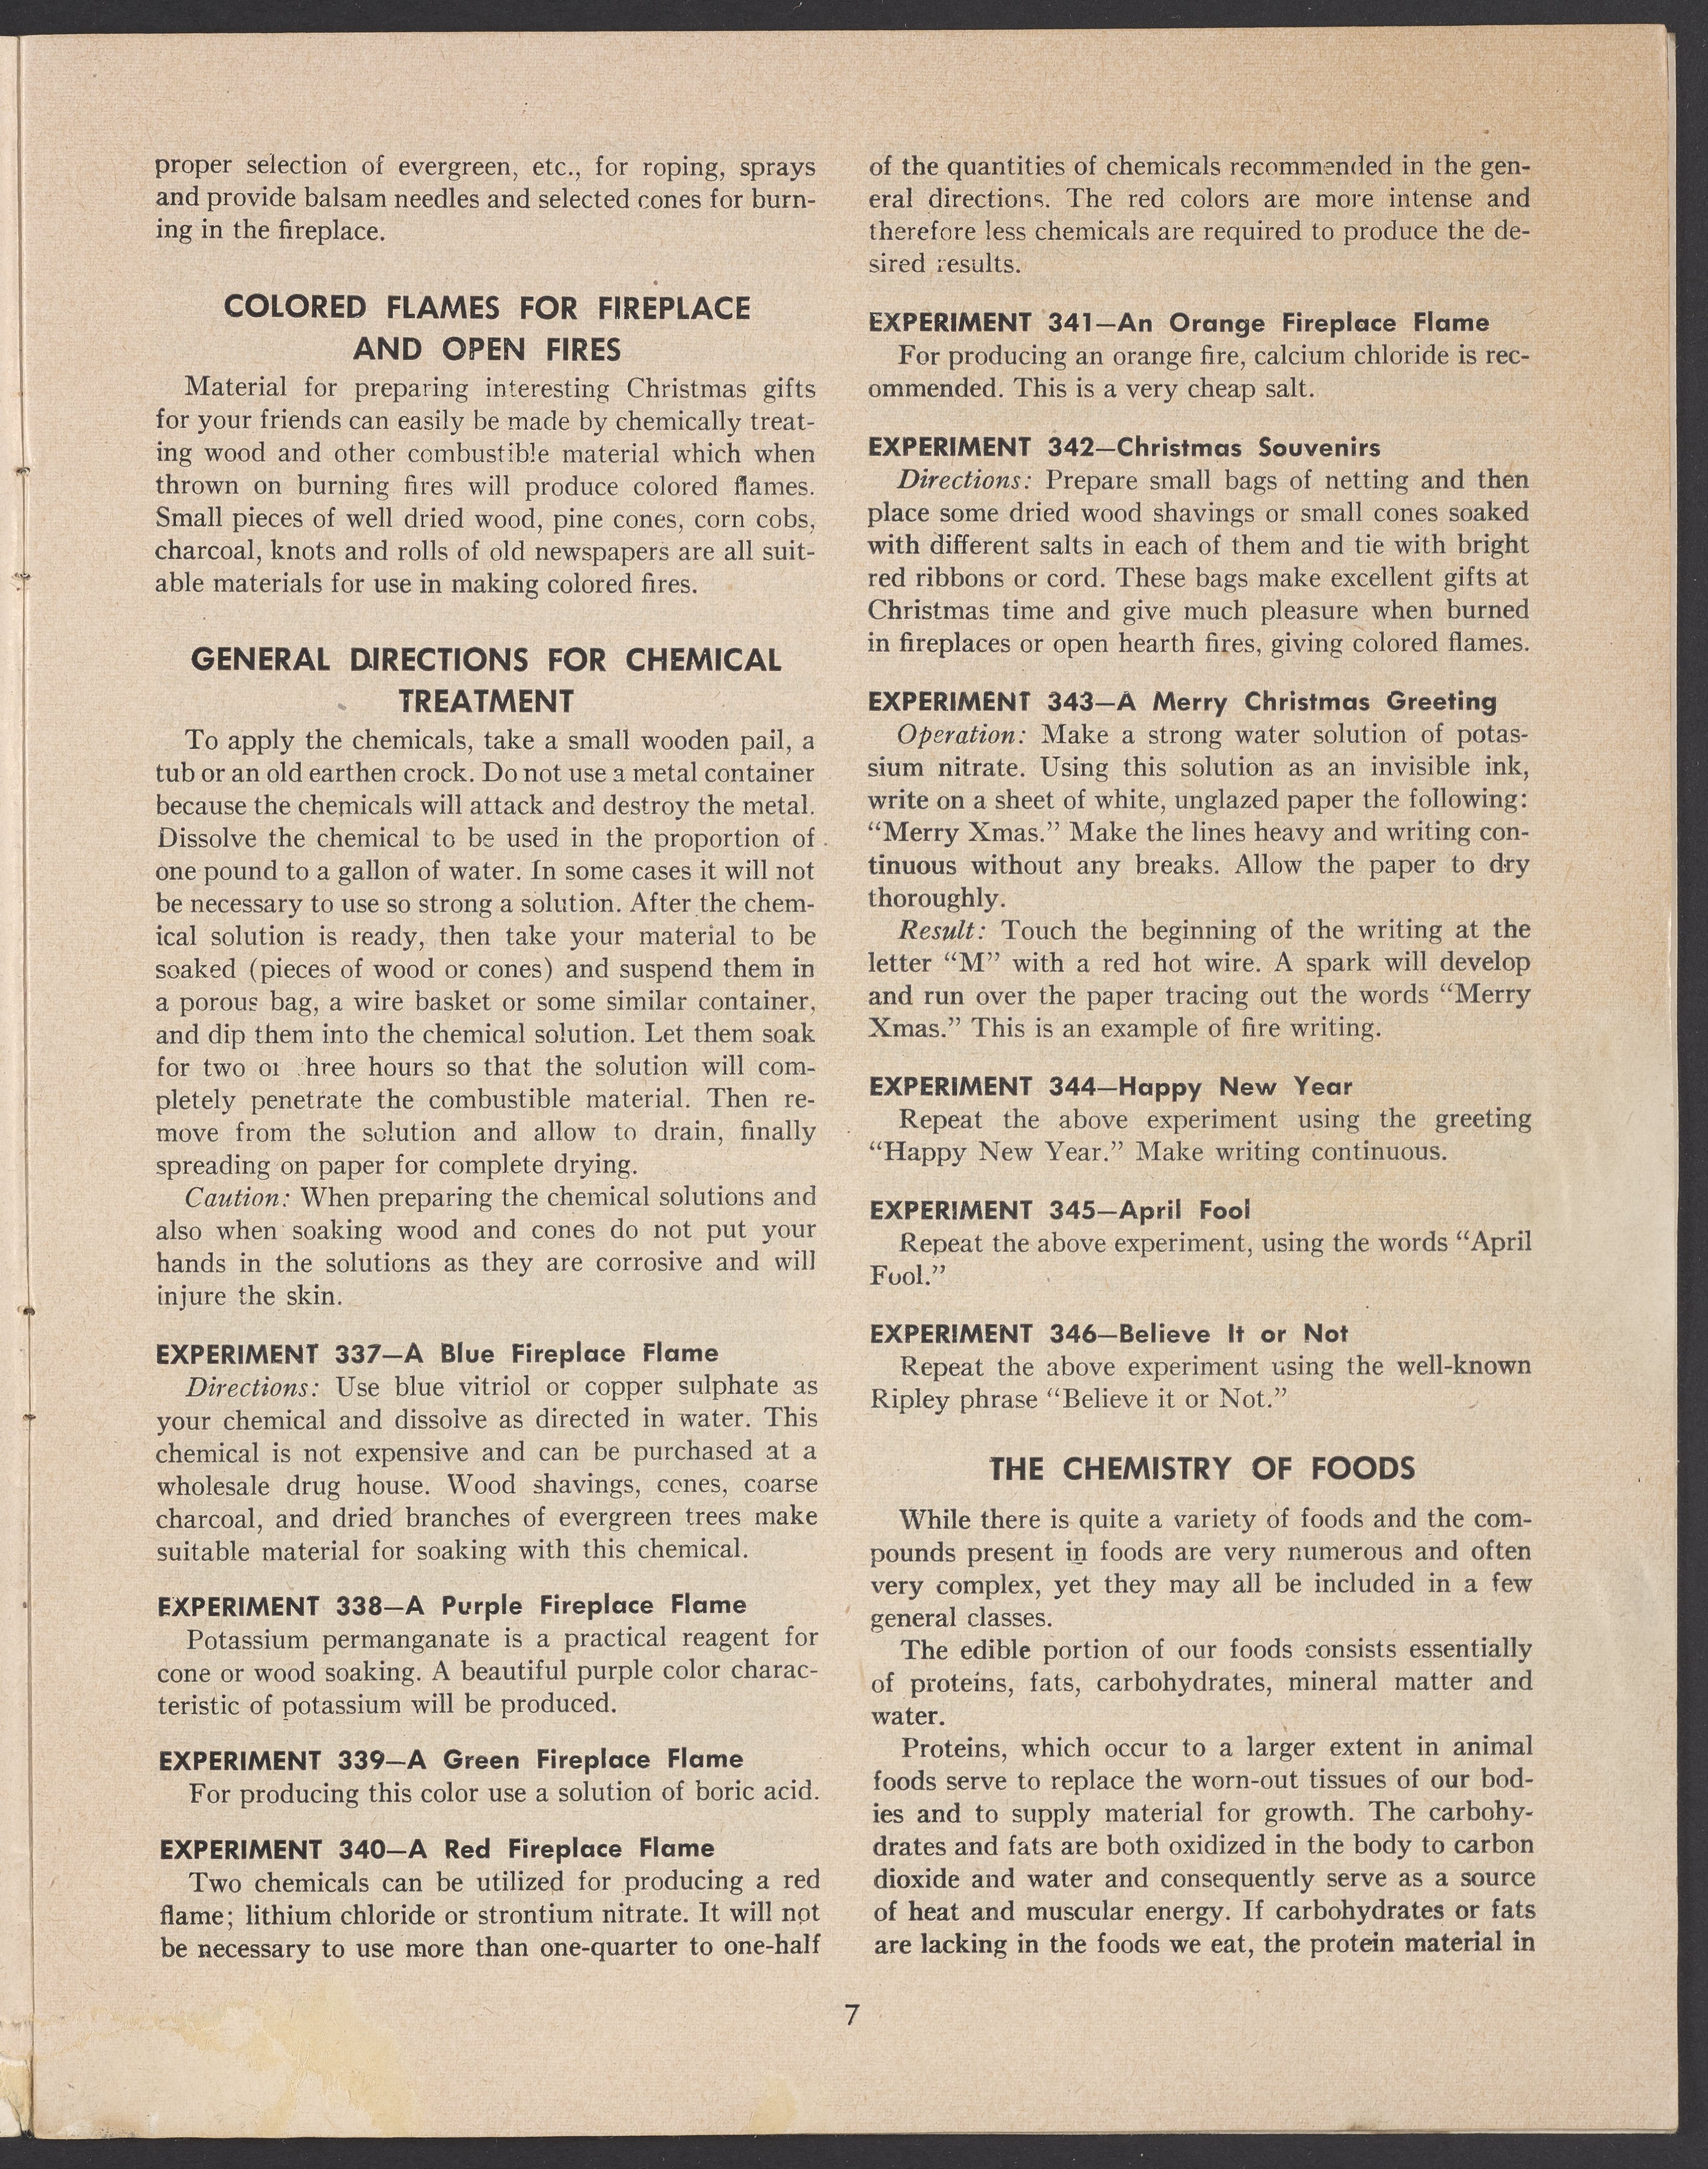 proper selection of evergreen, etc., for roping, sprays
and provide balsam needles and selected cones for burn-
ing in the fireplace.
COLORED FLAMES FOR FIREPLACE
AND OPEN FIRES
Material for preparing interesting Christmas gifts
for your friends can easily be made by chemically treat-
ing wood and other combustible material which when
thrown on burning fires will produce colored flames.
Small pieces of well dried wood, pine cones, corn cobs,
charcoal, knots and rolls of old newspapers are all suit-
able materials for use in making colored fires.
GENERAL DIRECTIONS FOR CHEMICAL
TREATMENT
To apply the chemicals, take a small wooden pail, a
tub or an old earthen crock. Do not use a metal container
because the chemicals will attack and destroy the metal.
Dissolve the chemical to be used in the proportion of
one pound to a gallon of water. In some cases it will not
be necessary to use so strong a solution. After the chem-
ical solution is ready, then take your material to be
soaked (pieces of wood or cones) and suspend them in
a porous bag, a wire basket or some similar container,
and dip them into the chemical solution. Let them soak
for two or three hours so that the solution will com-
pletely penetrate the combustible material. Then re-
move from the solution and allow to drain, finally
spreading on paper for complete drying.
Caution: When preparing the chemical solutions and
also when soaking wood and cones do not put your
hands in the solutions as they are corrosive and will
injure the skin.
EXPERIMENT 337—A Blue Fireplace Flame
Directions: Use blue vitriol or copper sulphate as
your chemical and dissolve as directed in water. This
chemical is not expensive and can be purchased at a
wholesale drug house. Wood shavings, cones, coarse
charcoal, and dried branches of evergreen trees make
suitable material for soaking with this chemical.
EXPERIMENT 338—A Purple Fireplace Flame
Potassium permanganate is a practical reagent for
cone or wood soaking. A beautiful purple color charac-
teristic of potassium will be produced.
EXPERIMENT 339—A Green Fireplace Flame
For producing this color use a solution of boric acid.
EXPERIMENT 340—A Red Fireplace Flame
Two chemicals can be utilized for producing a red
flame; lithium chloride or strontium nitrate. It will not
be necessary to use more than one-quarter to one-half
of the quantities of chemicals recommended in the gen-
eral directions. The red colors are more intense and
therefore less chemicals are required to produce the de-
sired results.
EXPERIMENT 341—An Orange Fireplace Flame
For producing an orange fire, calcium chloride is rec-
ommended. This is a very cheap salt.
EXPERIMENT 342—Christmas Souvenirs
Directions: Prepare small bags of netting and then
place some dried wood shavings or small cones soaked
with different salts in each of them and tie with bright
red ribbons or cord. These bags make excellent gifts at
Christmas time and give much pleasure when burned
in fireplaces or open hearth fires, giving colored flames.
EXPERIMENT 343—A Merry Christmas Greeting
Operation: Make a strong water solution of potas-
sium nitrate. Using this solution as an invisible ink,
write on a sheet of white, unglazed paper the following:
“Merry Xmas.” Make the lines heavy and writing con-
tinuous without any breaks. Allow the paper to dry
thoroughly.
Result: Touch the beginning of the writing at the
letter “M” with a red hot wire. A spark will develop
and run over the paper tracing out the words “Merry
Xmas.” This is an example of fire writing.
EXPERIMENT 344—Happy New Year
Repeat the above experiment using the greeting
“Happy New Year.” Make writing continuous.
EXPERIMENT 345—April Fool
Repeat the above experiment, using the words “April
Fool.”
EXPERIMENT 346—Believe It or Not
Repeat the above experiment using the well-known
Ripley phrase “Believe it or Not.”
THE CHEMISTRY OF FOODS
While there is quite a variety of foods and the com-
pounds present in foods are very numerous and often
very complex, yet they may all be included in a few
general classes.
The edible portion of our foods consists essentially
of proteins, fats, carbohydrates, mineral matter and
water.
Proteins, which occur to a larger extent in animal
foods serve to replace the worn-out tissues of our bod-
ies and to supply material for growth. The carbohy-
drates and fats are both oxidized in the body to carbon
dioxide and water and consequently serve as a source
of heat and muscular energy. If carbohydrates or fats
are lacking in the foods we eat, the protein material in
7